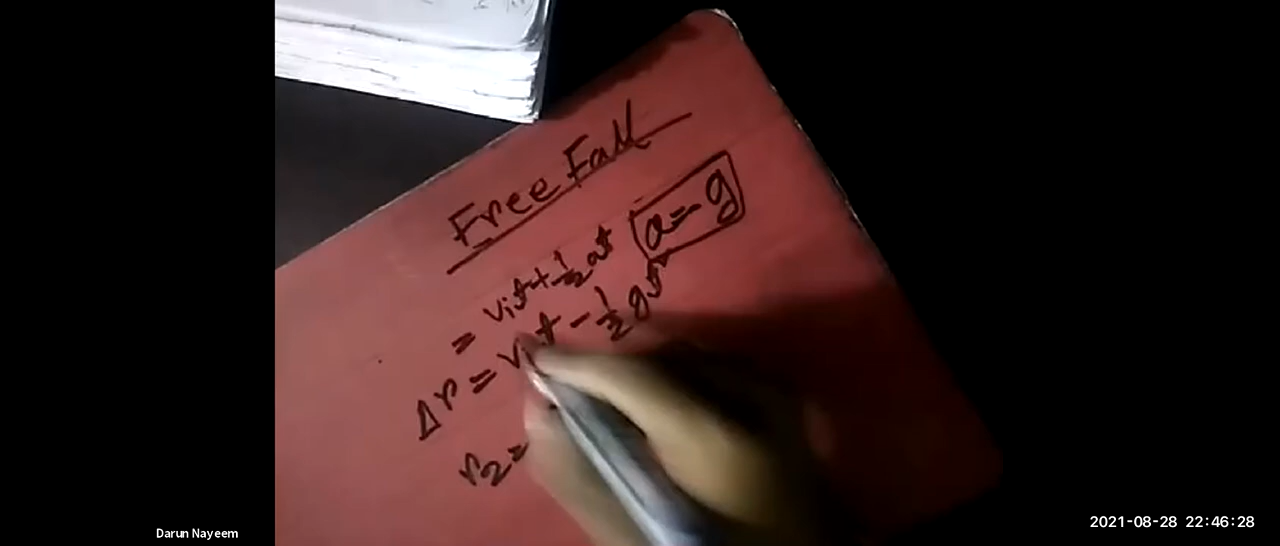 Free Fall
a = g
= vᵢt + ½at
Δr = vᵢt - ½gt²
r₂ =
Darun Nayeem
2021-08-28 22:46:28